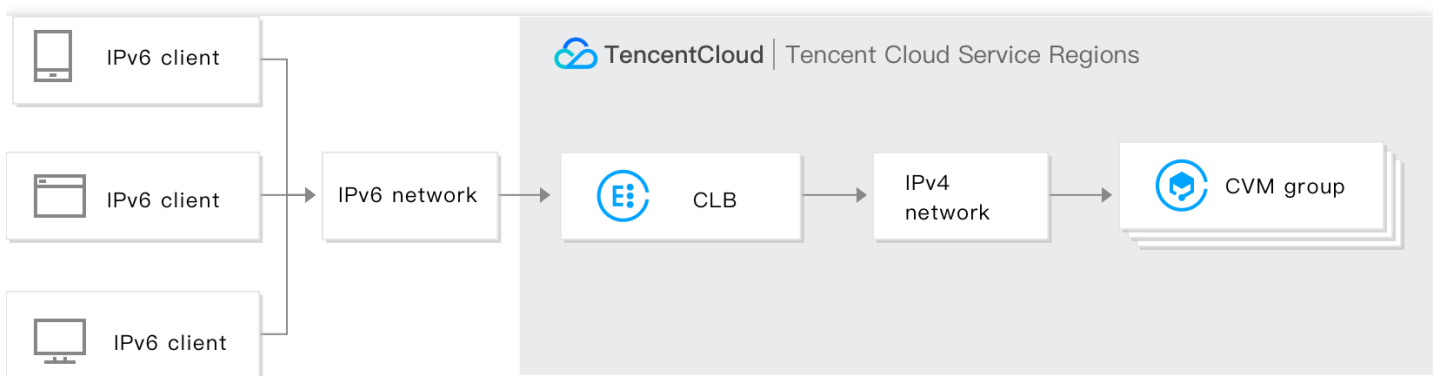 IPv6 client
TencentCloud | Tencent Cloud Service Regions
IPv6 client
IPv6 network
CLB
IPv4
network
CVM group
IPv6 client